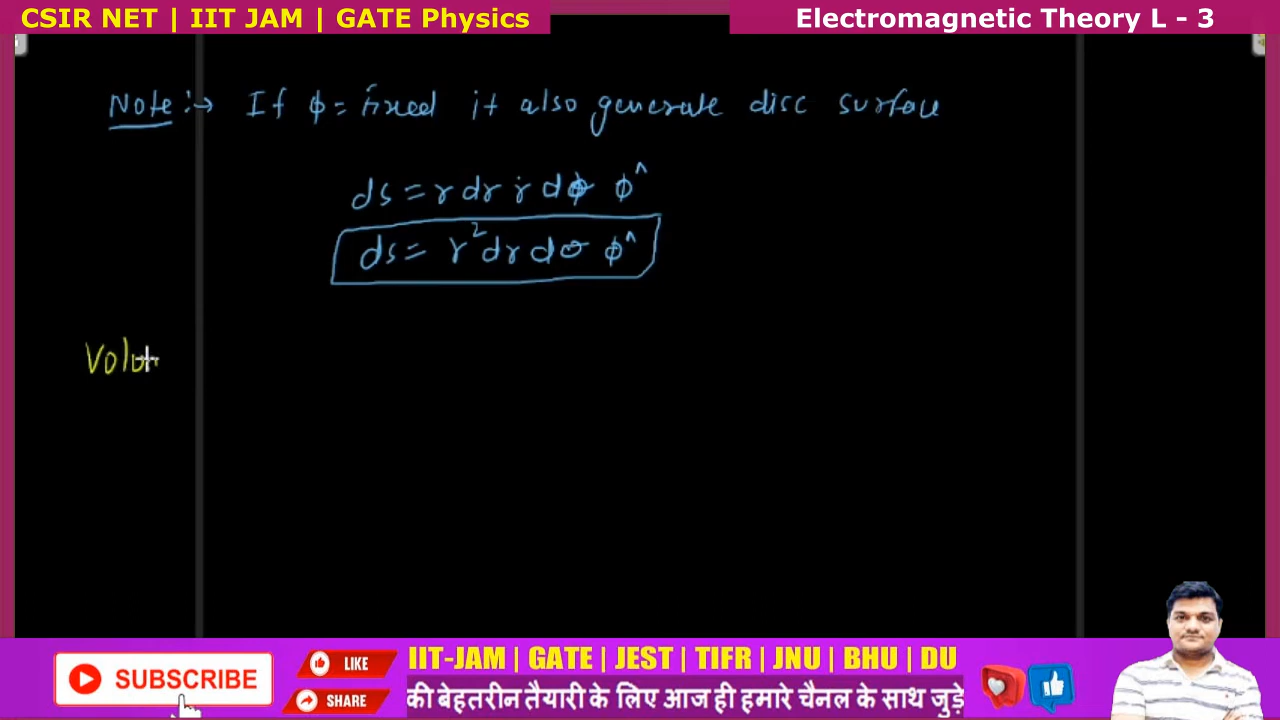 CSIR NET | IIT JAM | GATE Physics
Electromagnetic Theory L - 3
Note :→ If ϕ = fixed it also generate disc surface
ds = r dr r dθ ϕ^
ds = r² dr dθ ϕ^
Volum
SUBSCRIBE
LIKE
SHARE
IIT-JAM | GATE | JEST | TIFR | JNU | BHU | DU
की बेहतरीन तैयारी के लिए आज ही हमारे चैनल के साथ जुड़े